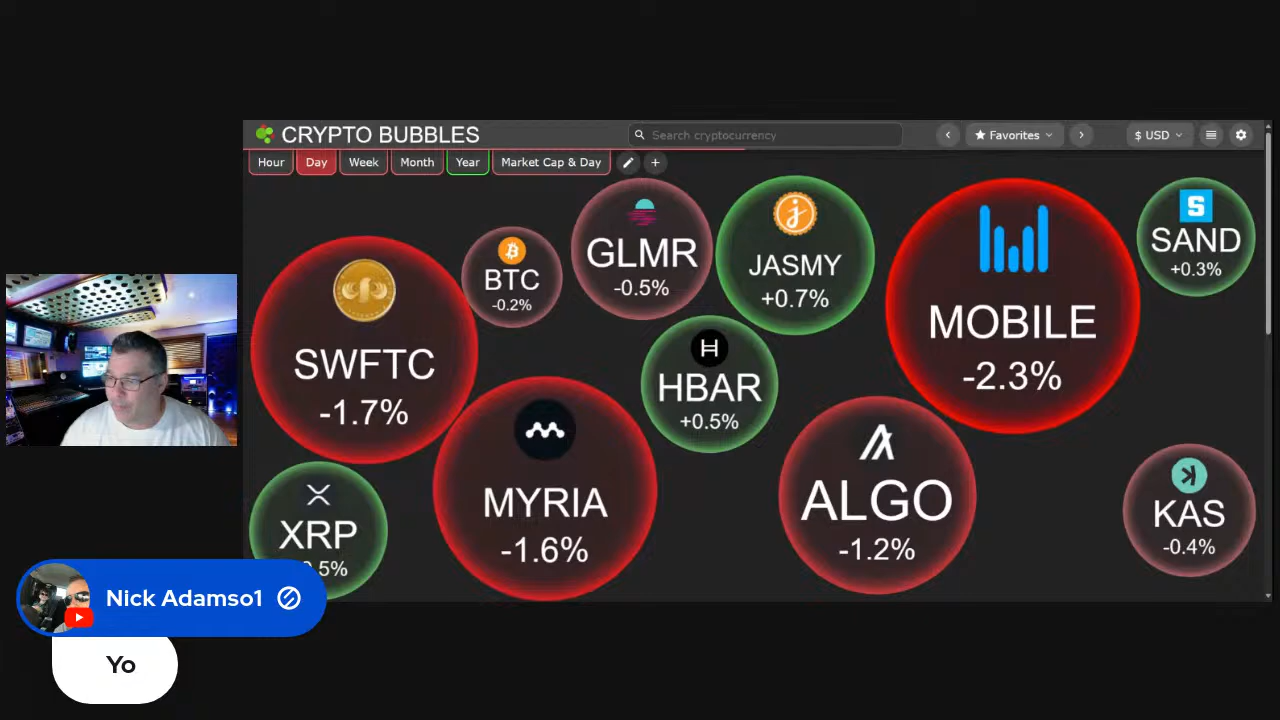 CRYPTO BUBBLES
Search cryptocurrency
Favorites
$ USD
Hour
Day
Week
Month
Year
Market Cap & Day
SWFTC
-1.7%
BTC
-0.2%
GLMR
-0.5%
JASMY
+0.7%
MOBILE
-2.3%
S
SAND
+0.3%
HBAR
+0.5%
MYRIA
-1.6%
ALGO
-1.2%
KAS
-0.4%
XRP
.5%
Nick Adamso1
Yo